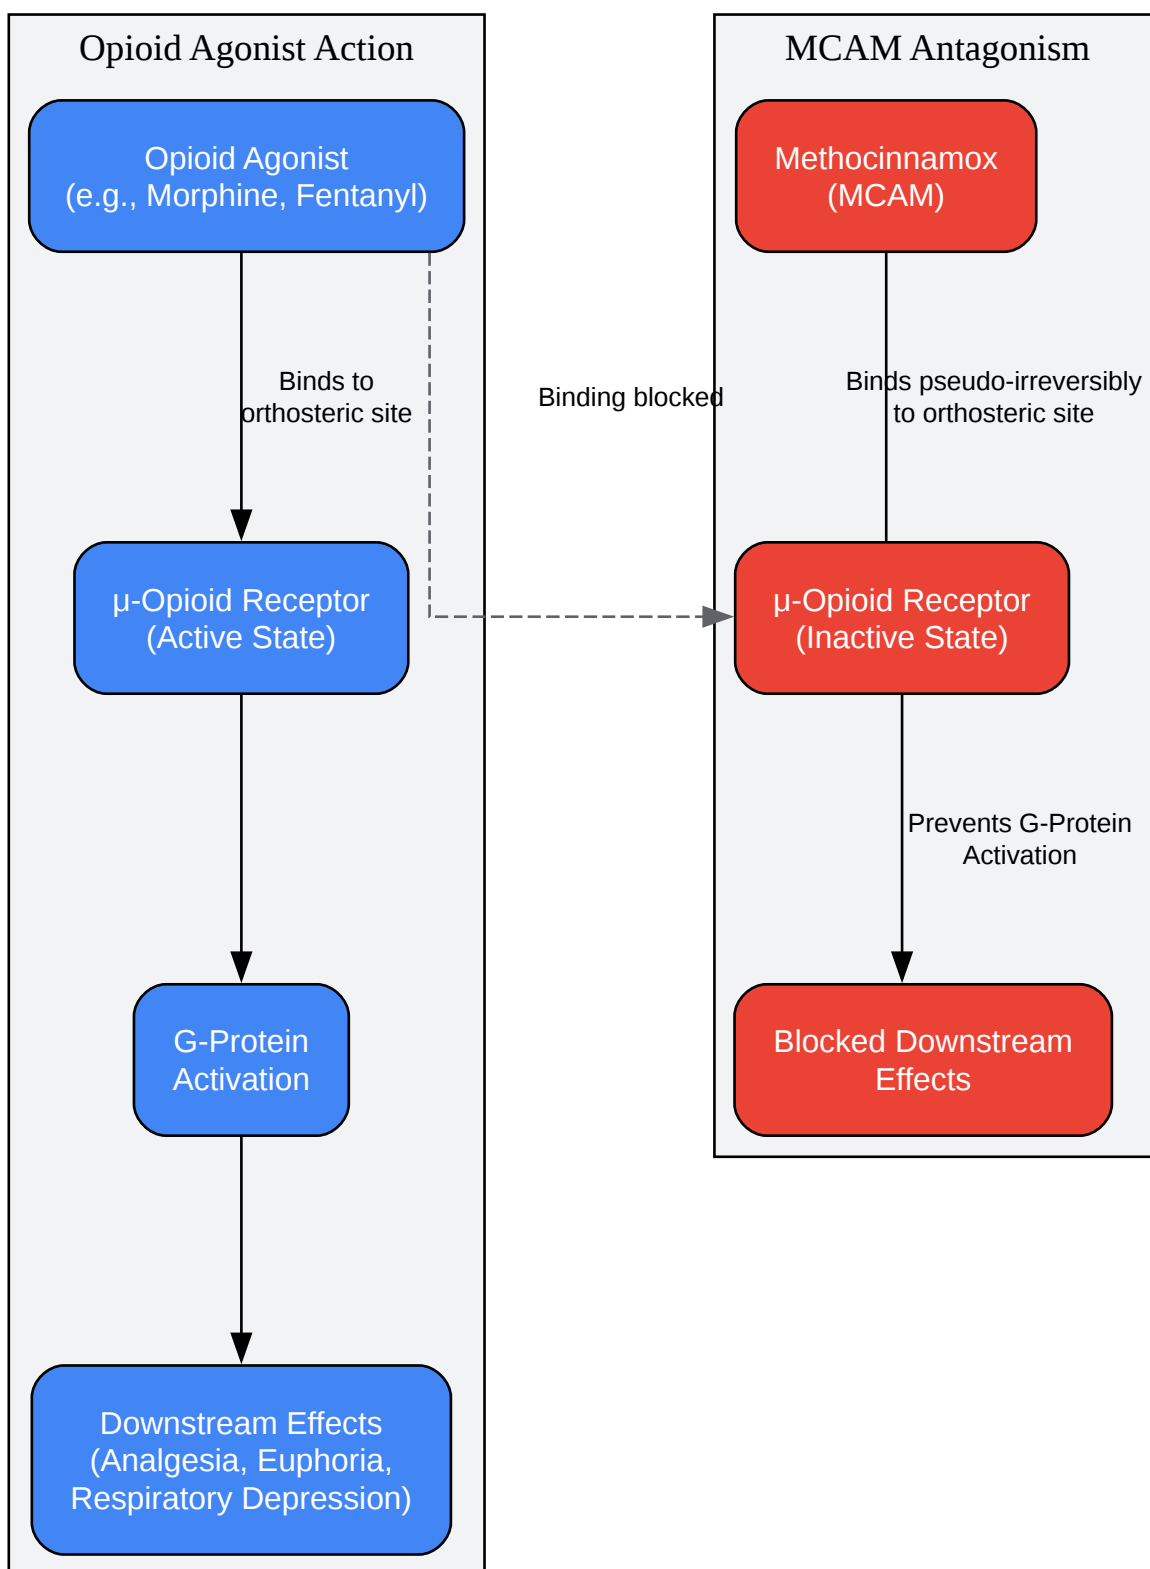 Opioid Agonist Action
Opioid Agonist
(e.g., Morphine, Fentanyl)
Binds to
orthosteric site
μ-Opioid Receptor
(Active State)
G-Protein
Activation
Downstream Effects
(Analgesia, Euphoria,
Respiratory Depression)
Binding blocked
MCAM Antagonism
Methocinnamox
(MCAM)
Binds pseudo-irreversibly
to orthosteric site
μ-Opioid Receptor
(Inactive State)
Prevents G-Protein
Activation
Blocked Downstream
Effects